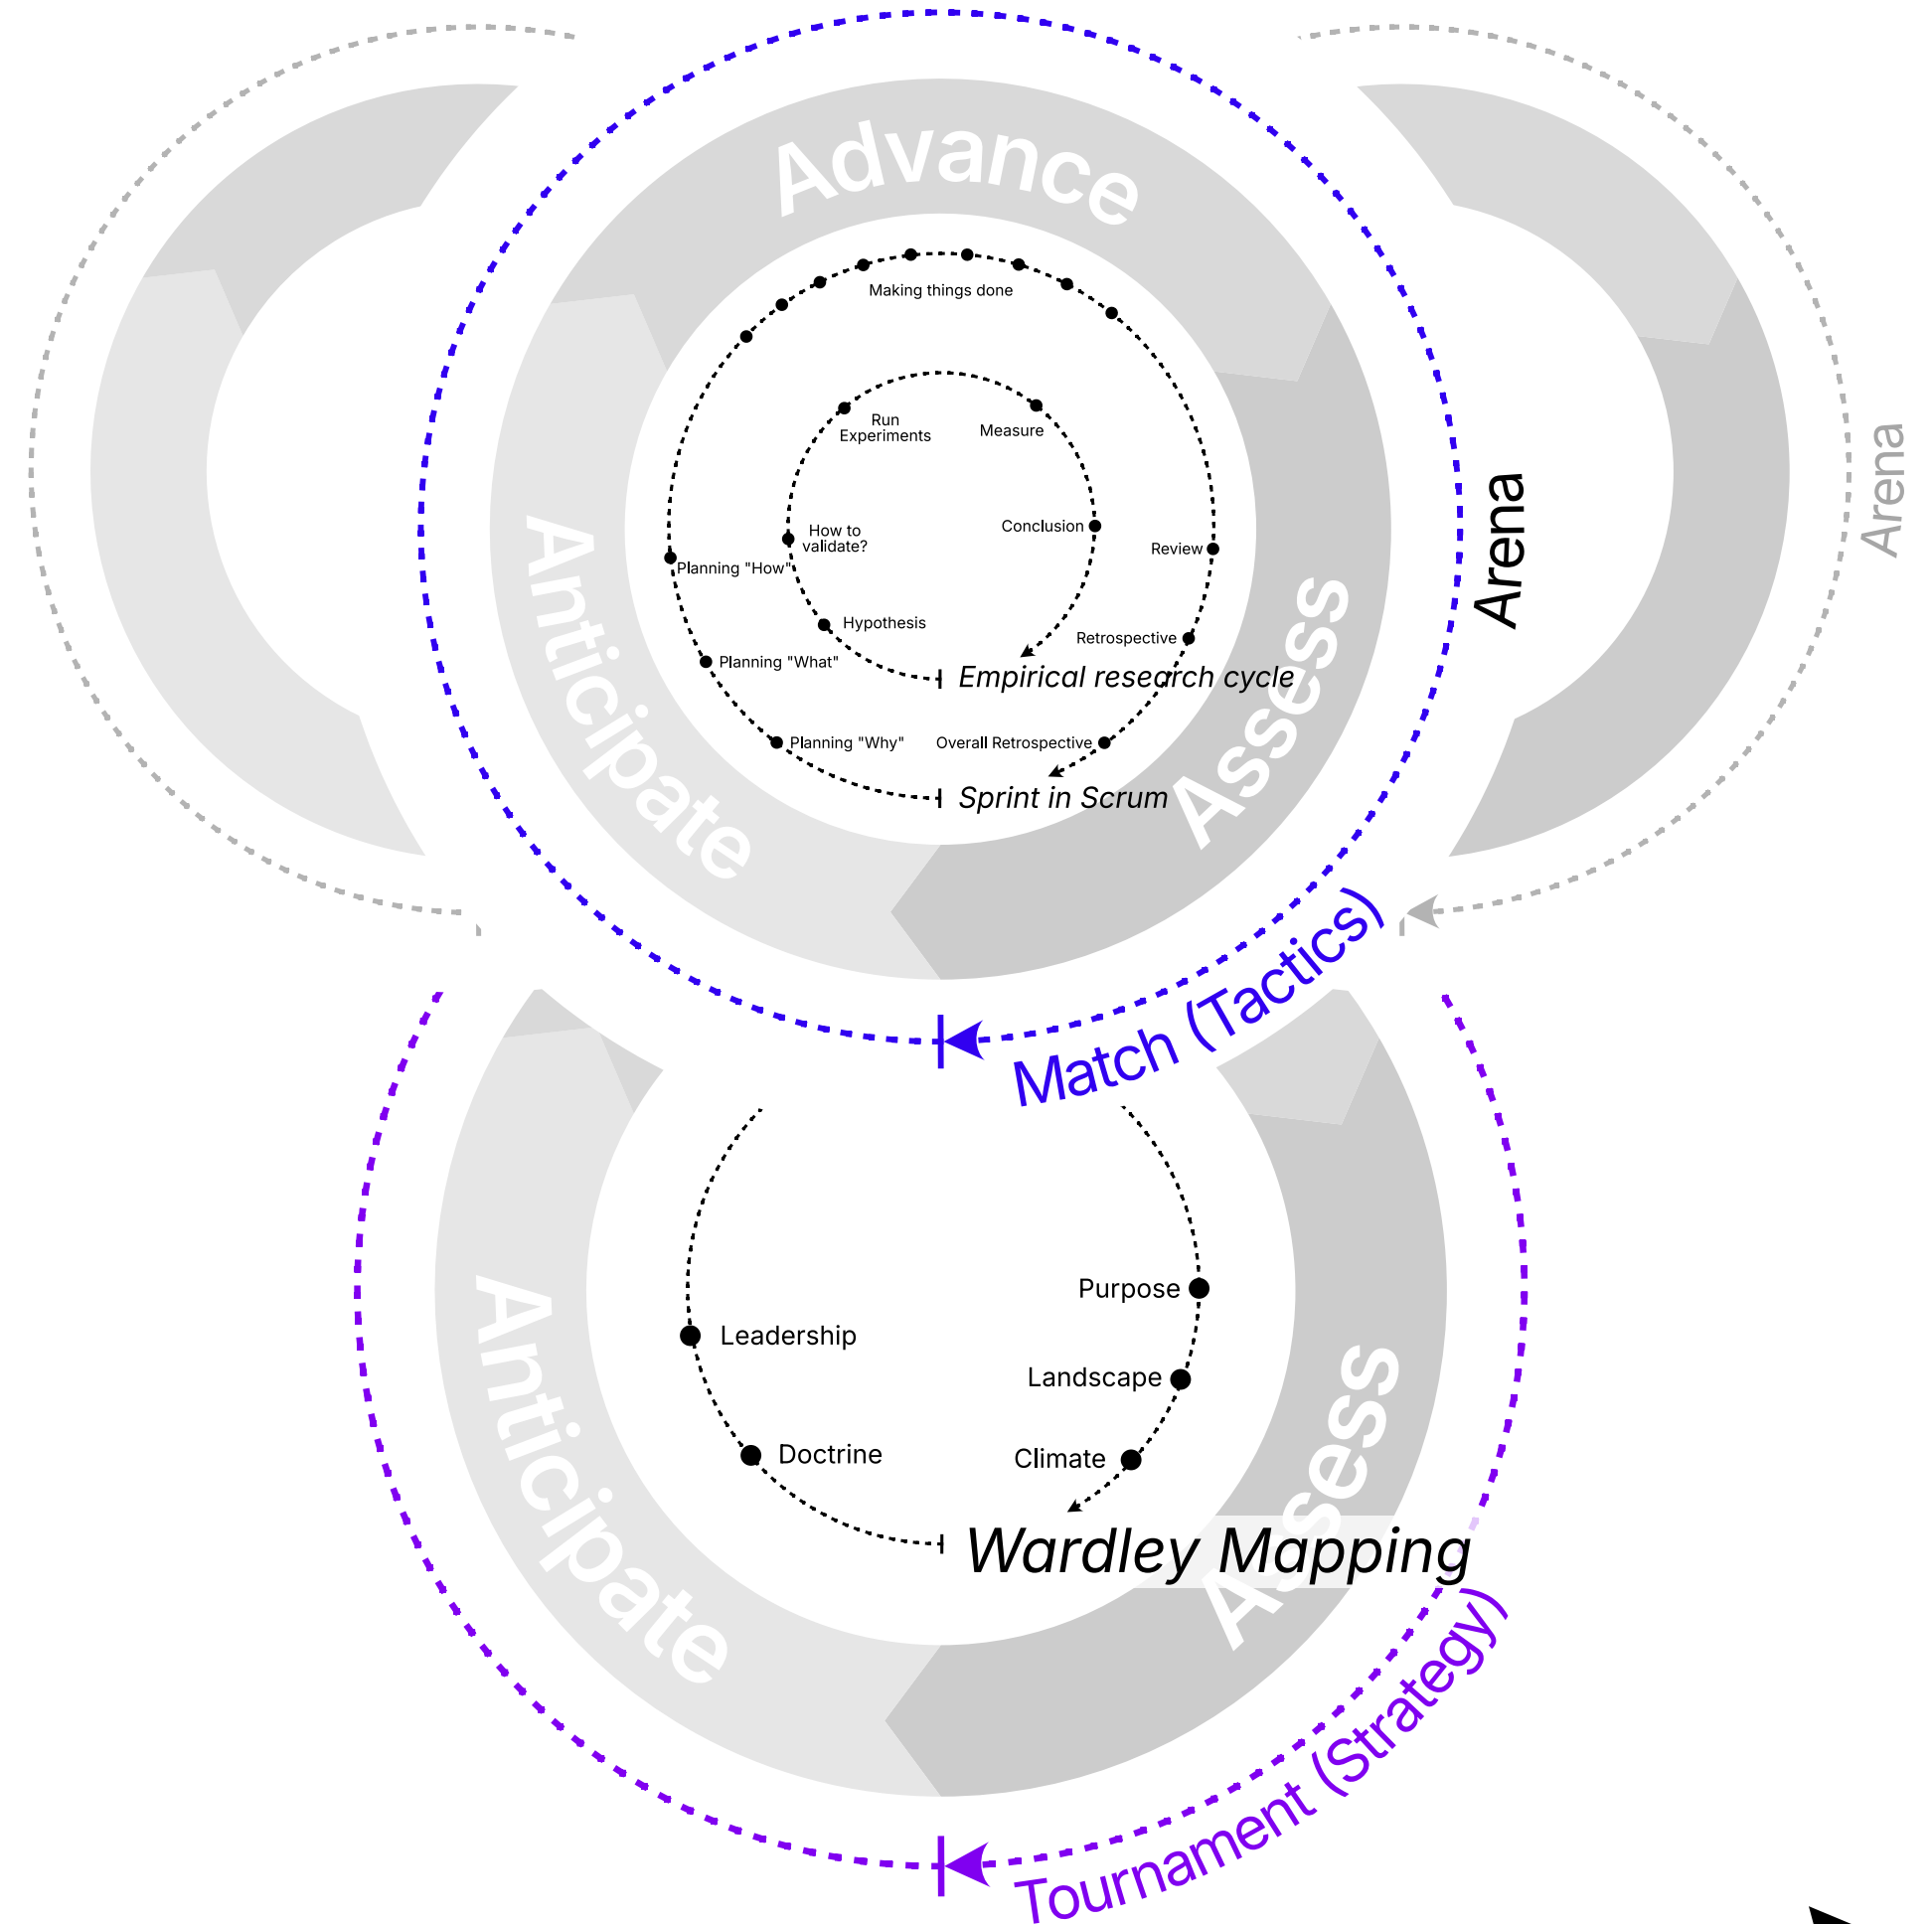 Advance
Making things done
Run
Experiments
Measure
How to
validate?
Conclusion
Review
Planning "How"
Hypothesis
Retrospective
Planning "What"
Empirical research cycle
Planning "Why"
Overall Retrospective
Sprint in Scrum
Anticipate
Assess
Arena
Arena
Match (Tactics)
Purpose
Leadership
Landscape
Doctrine
Climate
Wardley Mapping
Anticipate
Assess
Tournament (Strategy)